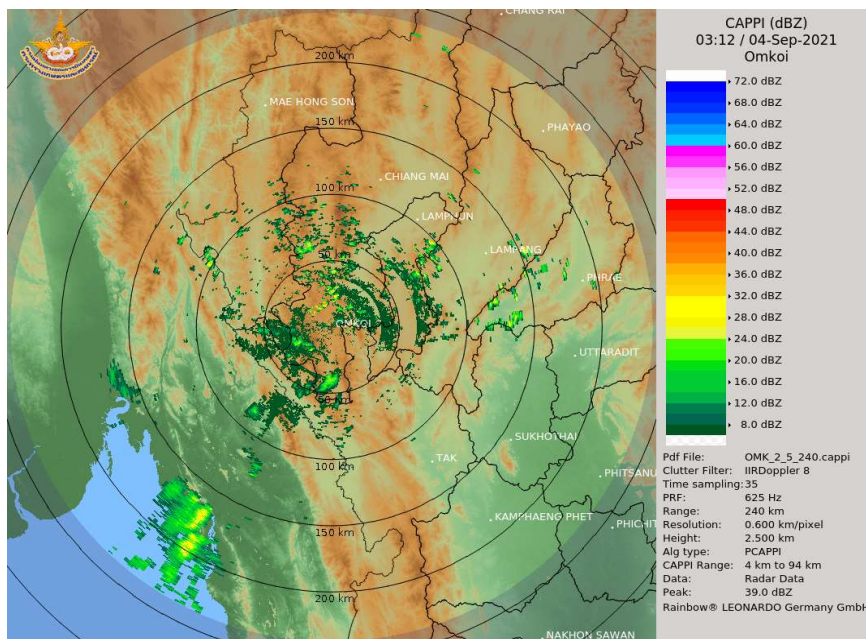 CAPPI (dBZ)
03:12 / 04-Sep-2021
Omkoi
72.0 dBZ
68.0 dBZ
64.0 dBZ
60.0 dBZ
56.0 dBZ
52.0 dBZ
48.0 dBZ
44.0 dBZ
40.0 dBZ
36.0 dBZ
32.0 dBZ
28.0 dBZ
24.0 dBZ
20.0 dBZ
16.0 dBZ
12.0 dBZ
8.0 dBZ
Pdf File: OMK_2_5_240.cappi
Clutter Filter: IIRDoppler 8
Time sampling: 35
PRF: 625 Hz
Range: 240 km
Resolution: 0.600 km/pixel
Height: 2.500 km
Alg type: PCAPPI
CAPPI Range: 4 km to 94 km
Data: Radar Data
Peak: 39.0 dBZ
Rainbow® LEONARDO Germany GmbH
CHANG RAI
200 km
MAE HONG SON
150 km
PHAYAO
CHIANG MAI
100 km
LAMPHUN
LAMPANG
50 km
PHRAE
OMKOI
UTTARADIT
50 km
SUKHOTHAI
TAK
100 km
PHITSANU
KAMPHAENG PHET
PHICHIT
150 km
200 km
NAKHON SAWAN